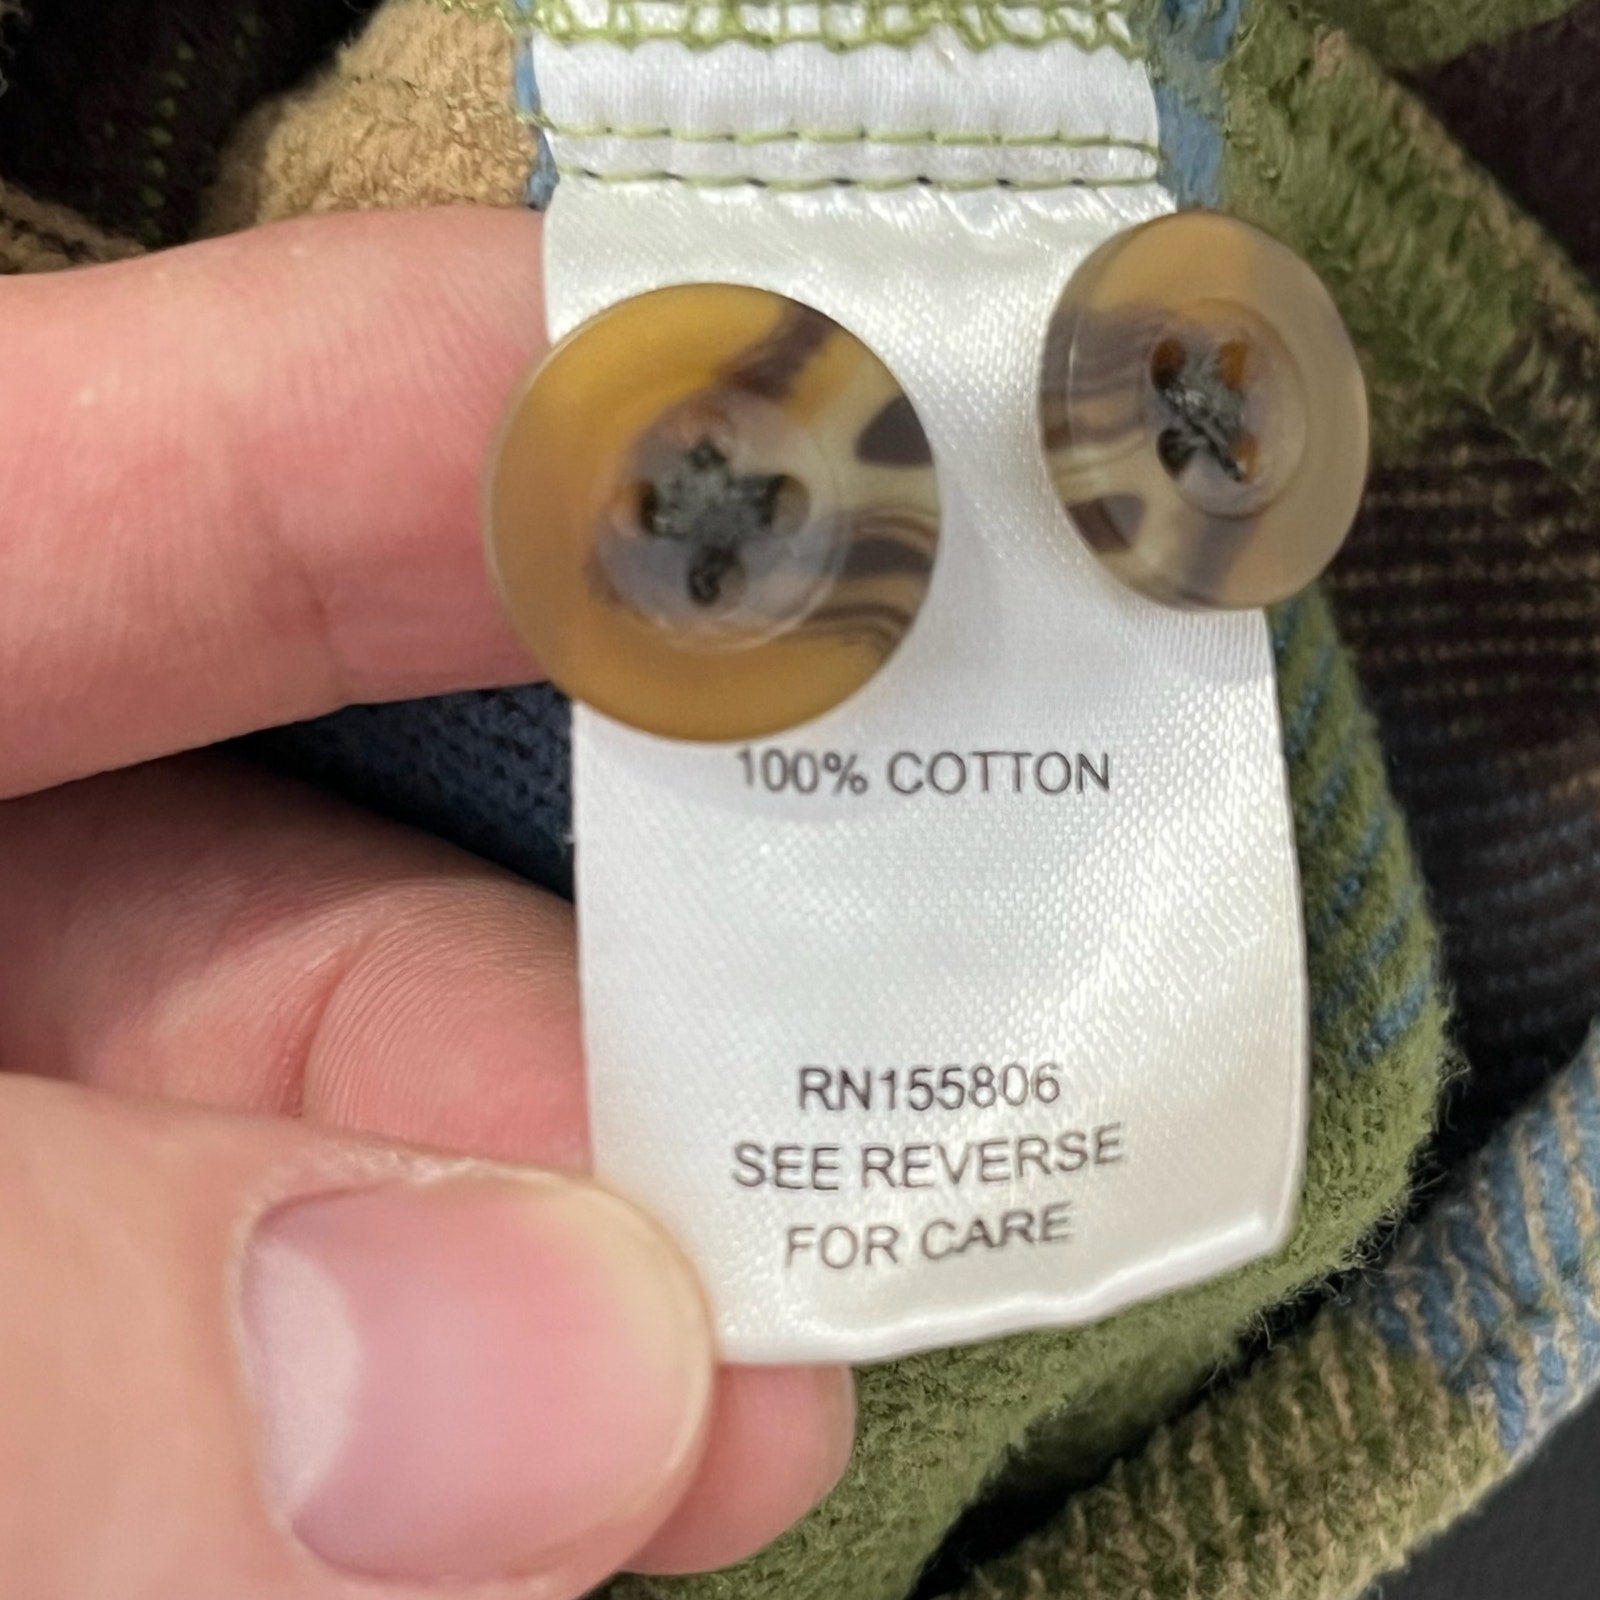 100% COTTON
RN155806
SEE REVERSE
FOR CARE